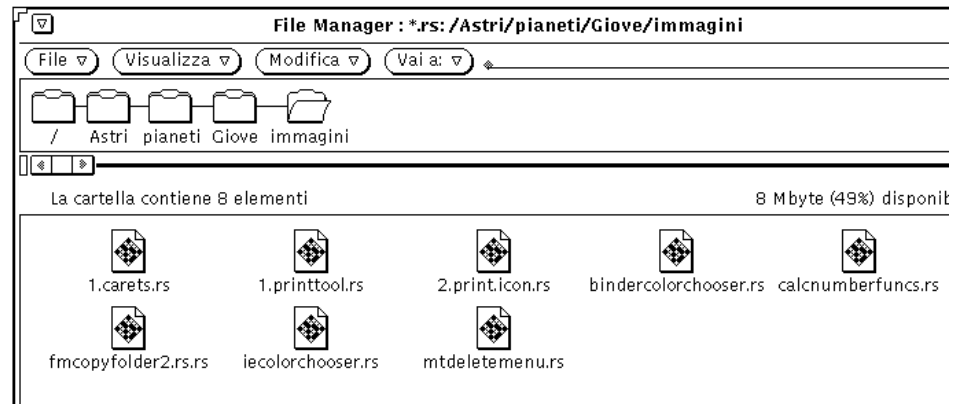 File Manager : *.rs: /Astri/pianeti/Giove/immagini
File Visualizza Modifica Vai a:
/ Astri pianeti Giove immagini
La cartella contiene 8 elementi 8 Mbyte (49%) disponib
1.carets.rs 1.printtool.rs 2.print.icon.rs bindercolorchooser.rs calcnumberfuncs.rs
fmcopyfolder2.rs.rs iecolorchooser.rs mtdeletemenu.rs